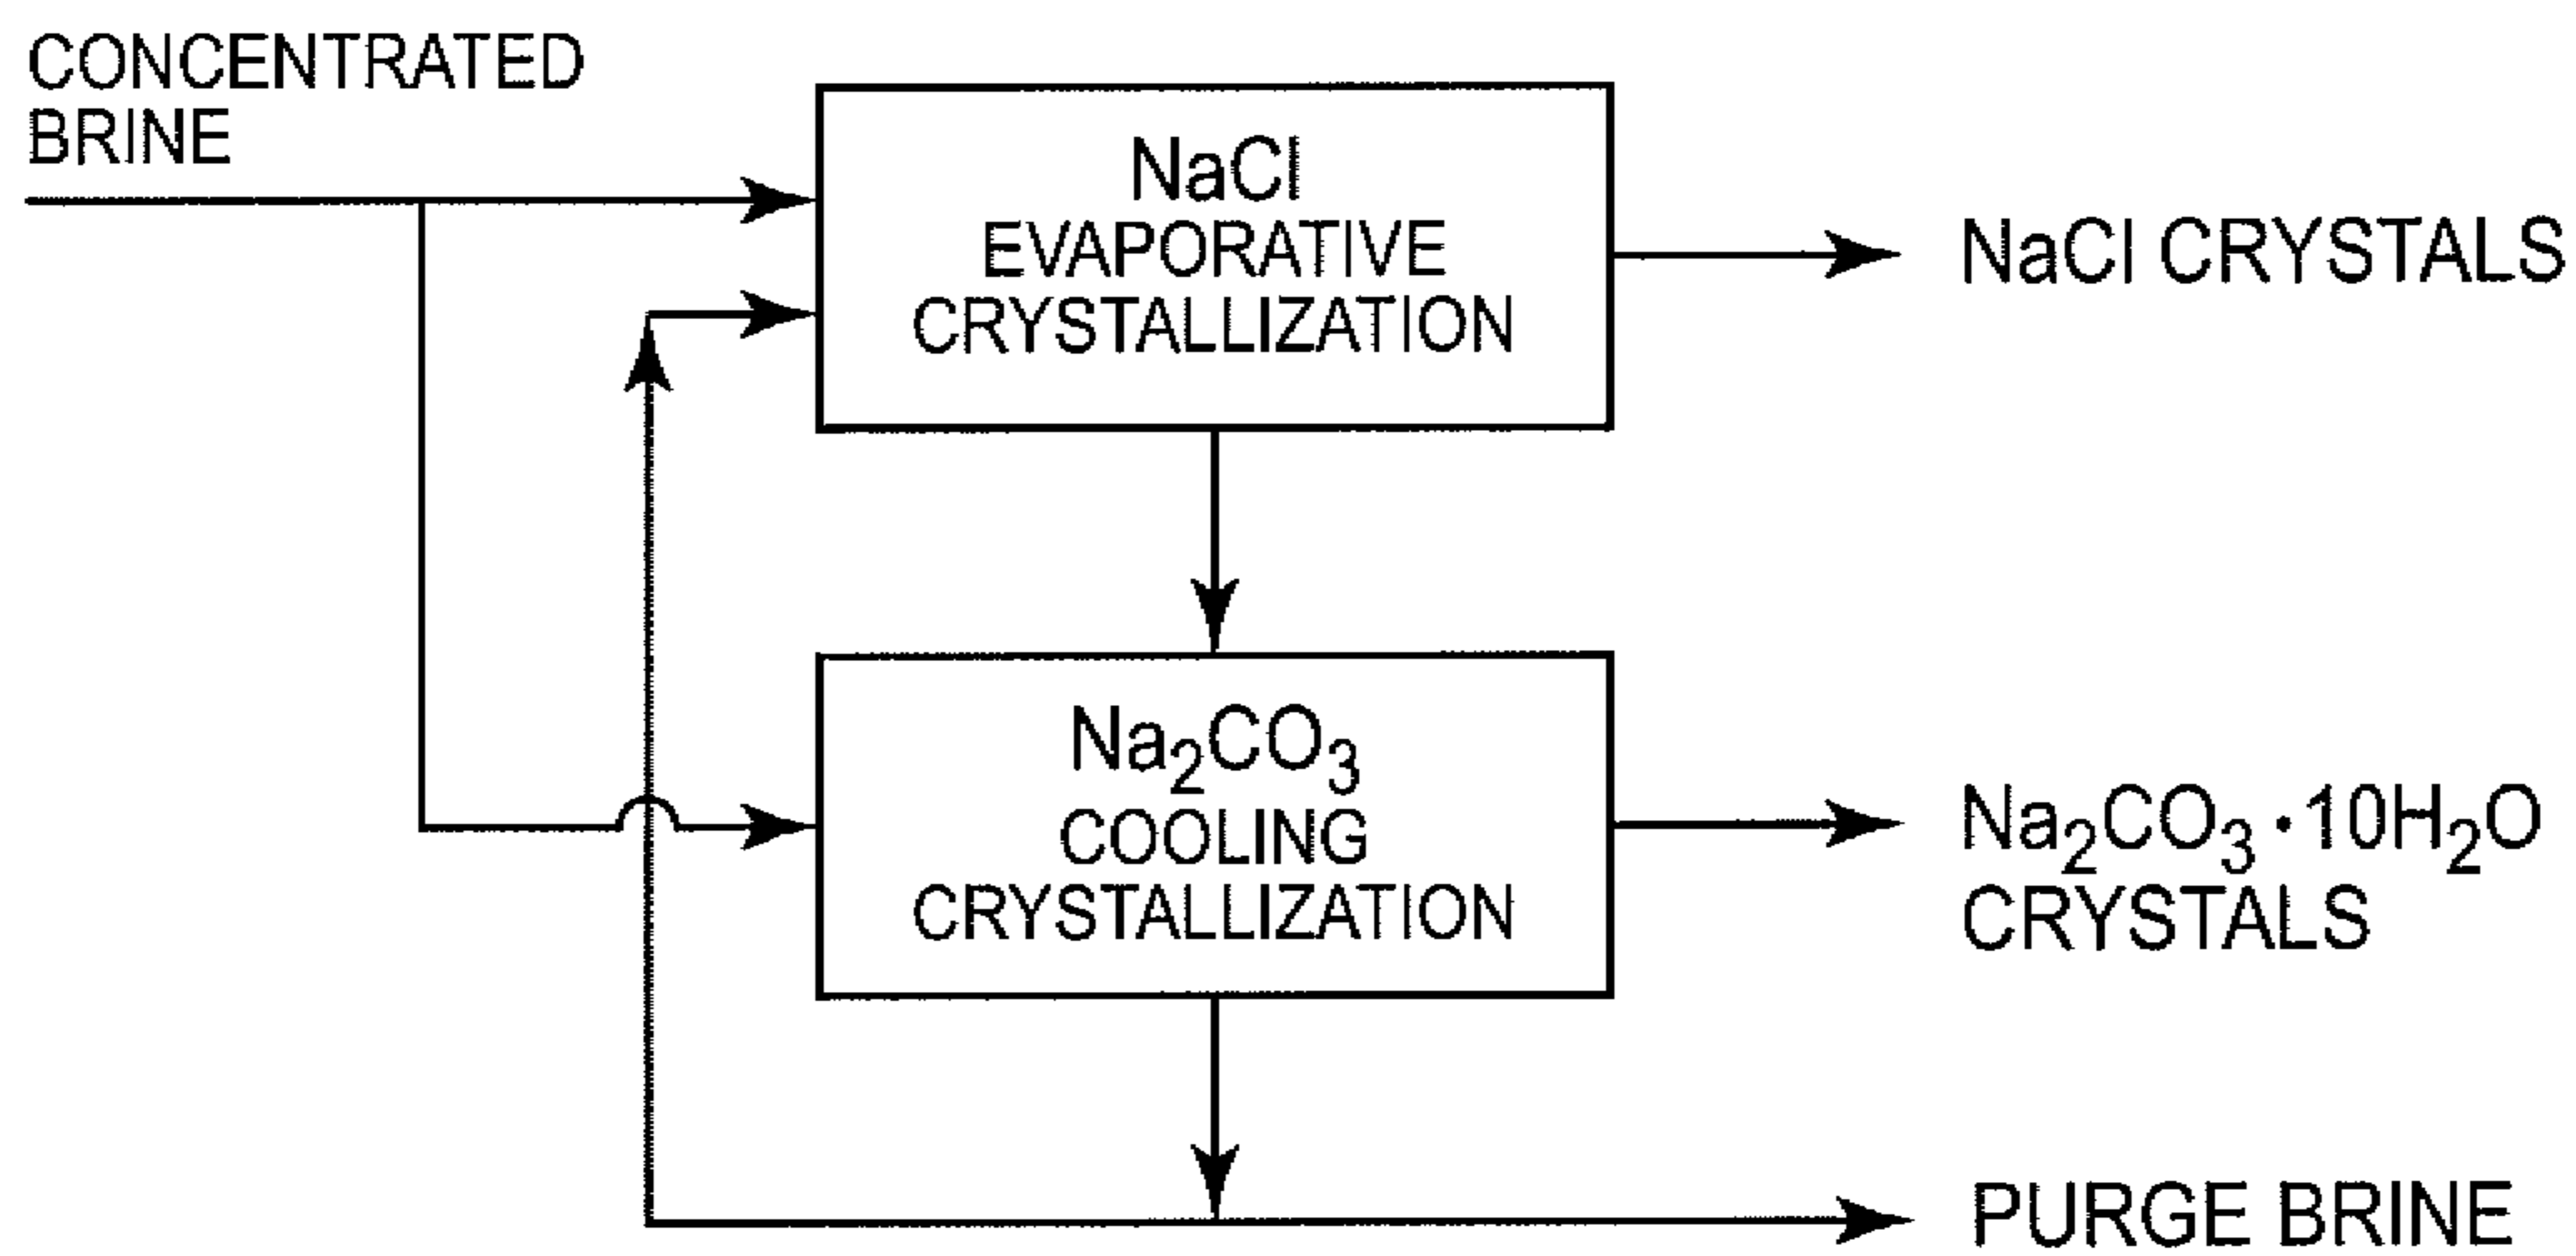 CONCENTRATED
BRINE
NaCl
EVAPORATIVE
CRYSTALLIZATION
NaCl CRYSTALS
Na₂CO₃
COOLING
CRYSTALLIZATION
Na₂CO₃·10H₂O
CRYSTALS
PURGE BRINE